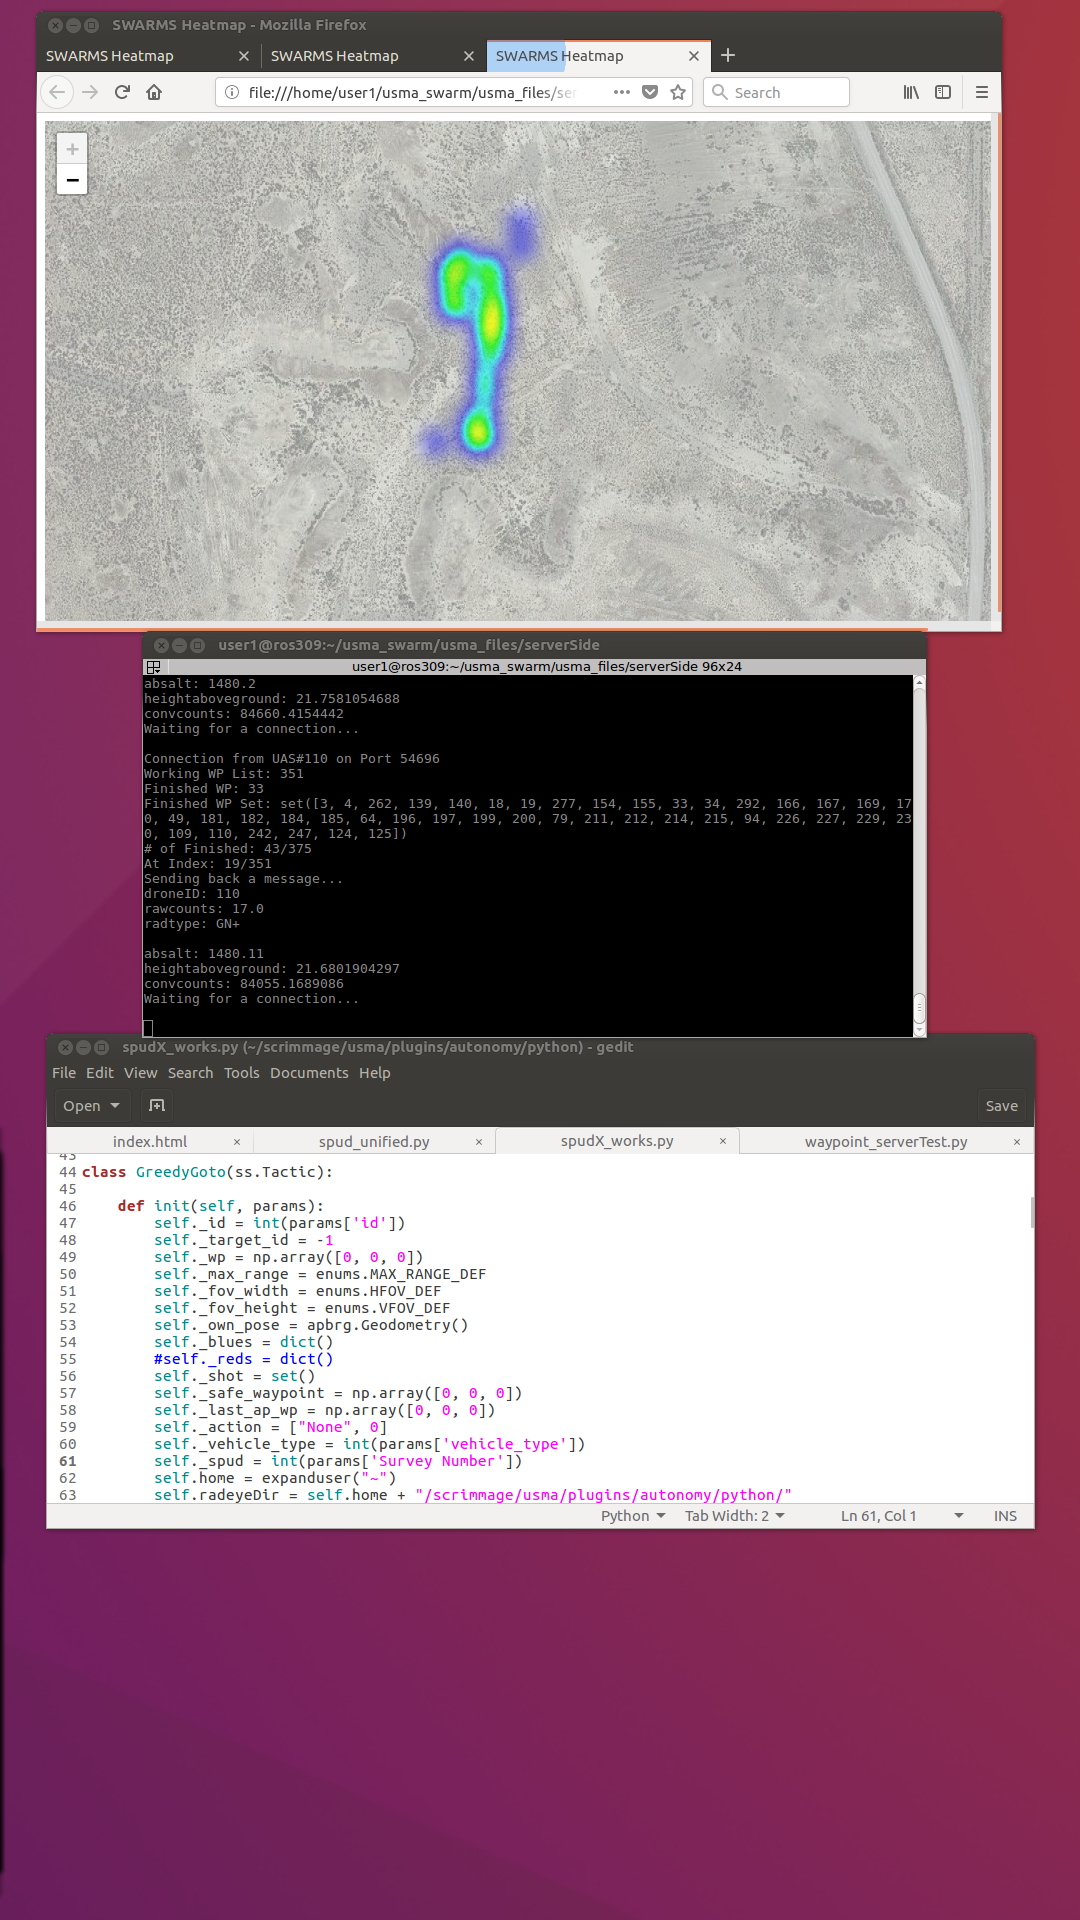 SWARMS Heatmap - Mozilla Firefox
SWARMS Heatmap
SWARMS Heatmap
SWARMS Heatmap
file:///home/user1/usma_swarm/usma_files/ser
Search
+
−
user1@ros309:~/usma_swarm/usma_files/serverSide
user1@ros309:~/usma_swarm/usma_files/serverSide 96x24
absalt: 1480.2
heightaboveground: 21.7581054688
convcounts: 84660.4154442
Waiting for a connection...
Connection from UAS#110 on Port 54696
Working WP List: 351
Finished WP: 33
Finished WP Set: set([3, 4, 262, 139, 140, 18, 19, 277, 154, 155, 33, 34, 292, 166, 167, 169, 17
0, 49, 181, 182, 184, 185, 64, 196, 197, 199, 200, 79, 211, 212, 214, 215, 94, 226, 227, 229, 23
0, 109, 110, 242, 247, 124, 125])
# of Finished: 43/375
At Index: 19/351
Sending back a message...
droneID: 110
rawcounts: 17.0
radtype: GN+
absalt: 1480.11
heightaboveground: 21.6801904297
convcounts: 84055.1689086
Waiting for a connection...
spudX_works.py (~/scrimmage/usma/plugins/autonomy/python) - gedit
File Edit View Search Tools Documents Help
Open
Save
index.html
spud_unified.py
spudX_works.py
waypoint_serverTest.py
43
44 class GreedyGoto(ss.Tactic):
45
46     def init(self, params):
47         self._id = int(params['id'])
48         self._target_id = -1
49         self._wp = np.array([0, 0, 0])
50         self._max_range = enums.MAX_RANGE_DEF
51         self._fov_width = enums.HFOV_DEF
52         self._fov_height = enums.VFOV_DEF
53         self._own_pose = apbrg.Geodometry()
54         self._blues = dict()
55         #self._reds = dict()
56         self._shot = set()
57         self._safe_waypoint = np.array([0, 0, 0])
58         self._last_ap_wp = np.array([0, 0, 0])
59         self._action = ["None", 0]
60         self._vehicle_type = int(params['vehicle_type'])
61         self._spud = int(params['Survey Number'])
62         self.home = expanduser("~")
63         self.radeyeDir = self.home + "/scrimmage/usma/plugins/autonomy/python/"
Python
Tab Width: 2
Ln 61, Col 1
INS